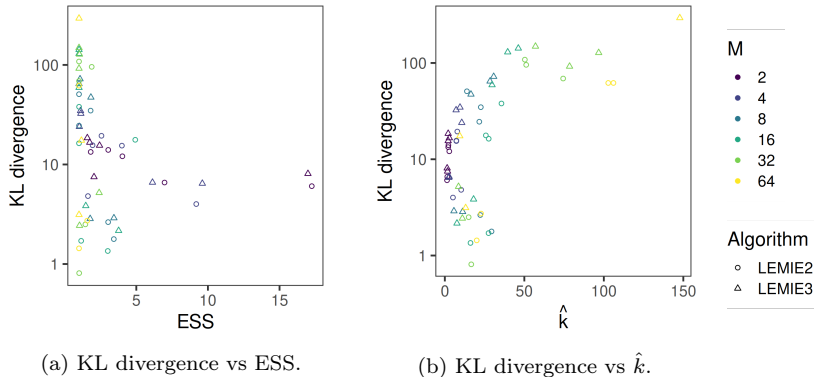 (a)
(b)
KL divergence
100
10
1
5
10
15
ESS
KL divergence
100
10
1
0
50
100
150
k̂
M
2
4
8
16
32
64
Algorithm
LEMIE2
LEMIE3
(a) KL divergence vs ESS.
(b) KL divergence vs k̂.